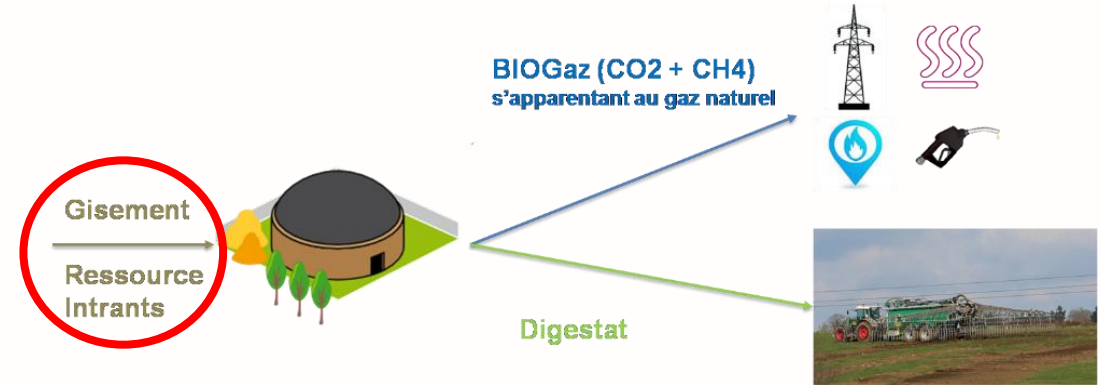 BIOGaz (CO2 + CH4)
s'apparentant au gaz naturel
Gisement
Ressource
Intrants
Digestat